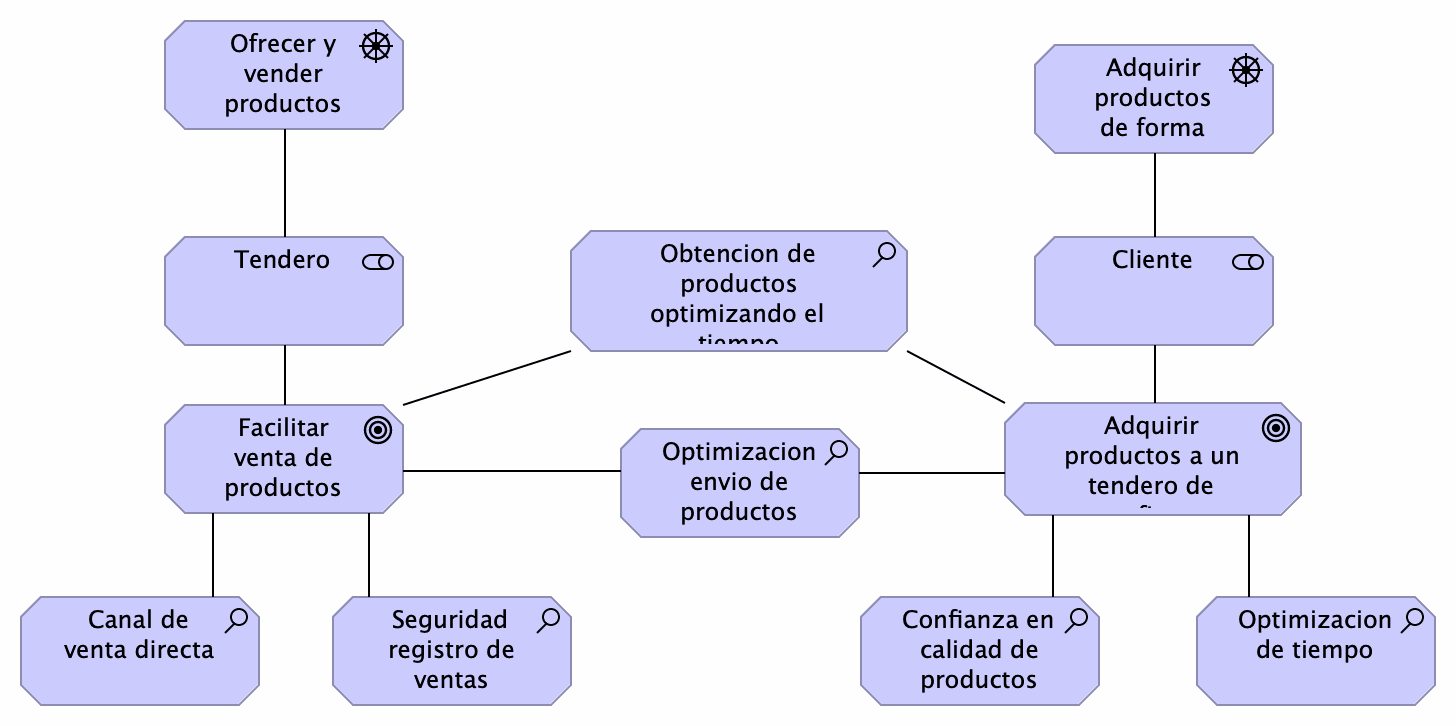 Ofrecer y
vender
productos
Adquirir
productos
de forma
Tendero
Obtencion de
productos
optimizando el
tiempo
Cliente
Facilitar
venta de
productos
Optimizacion
envio de
productos
Adquirir
productos a un
tendero de
Canal de
venta directa
Seguridad
registro de
ventas
Confianza en
calidad de
productos
Optimizacion
de tiempo